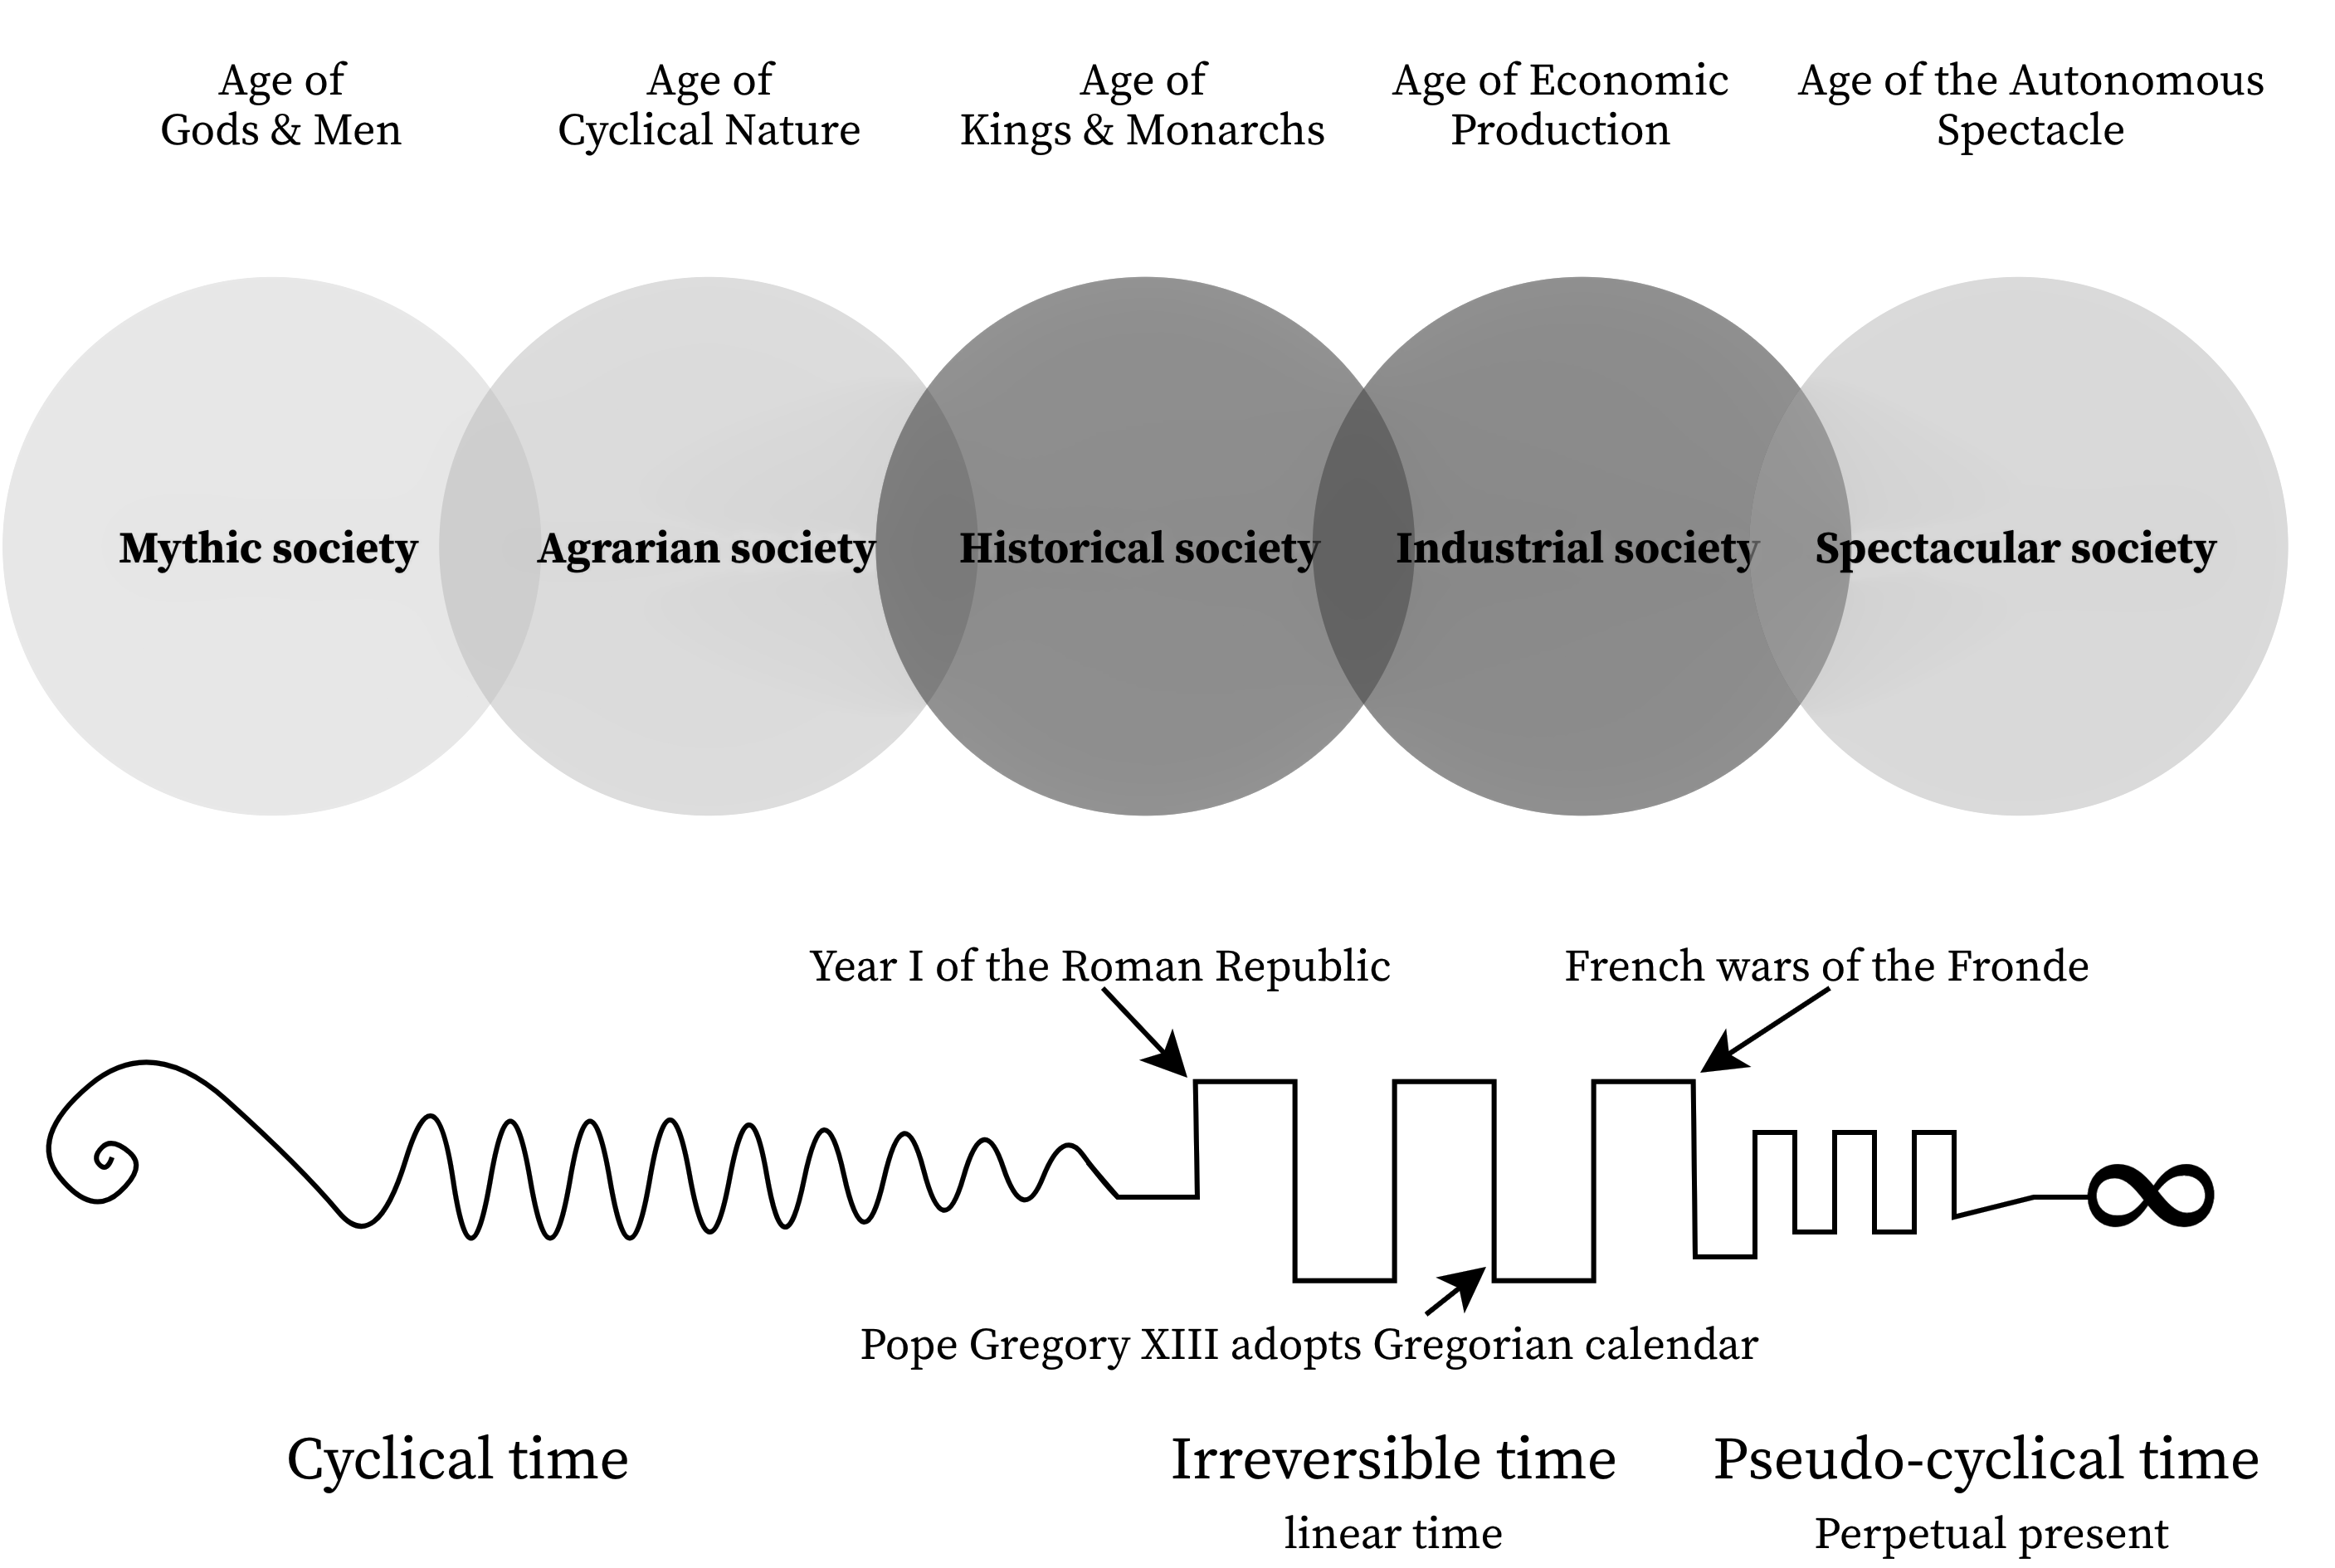 Age of
Gods & Men
Age of
Cyclical Nature
Age of
Kings & Monarchs
Age of Economic
Production
Age of the Autonomous
Spectacle
Mythic society
Agrarian society
Historical society
Industrial society
Spectacular society
Year I of the Roman Republic
French wars of the Fronde
Pope Gregory XIII adopts Gregorian calendar
Cyclical time
Irreversible time
linear time
Pseudo-cyclical time
Perpetual present